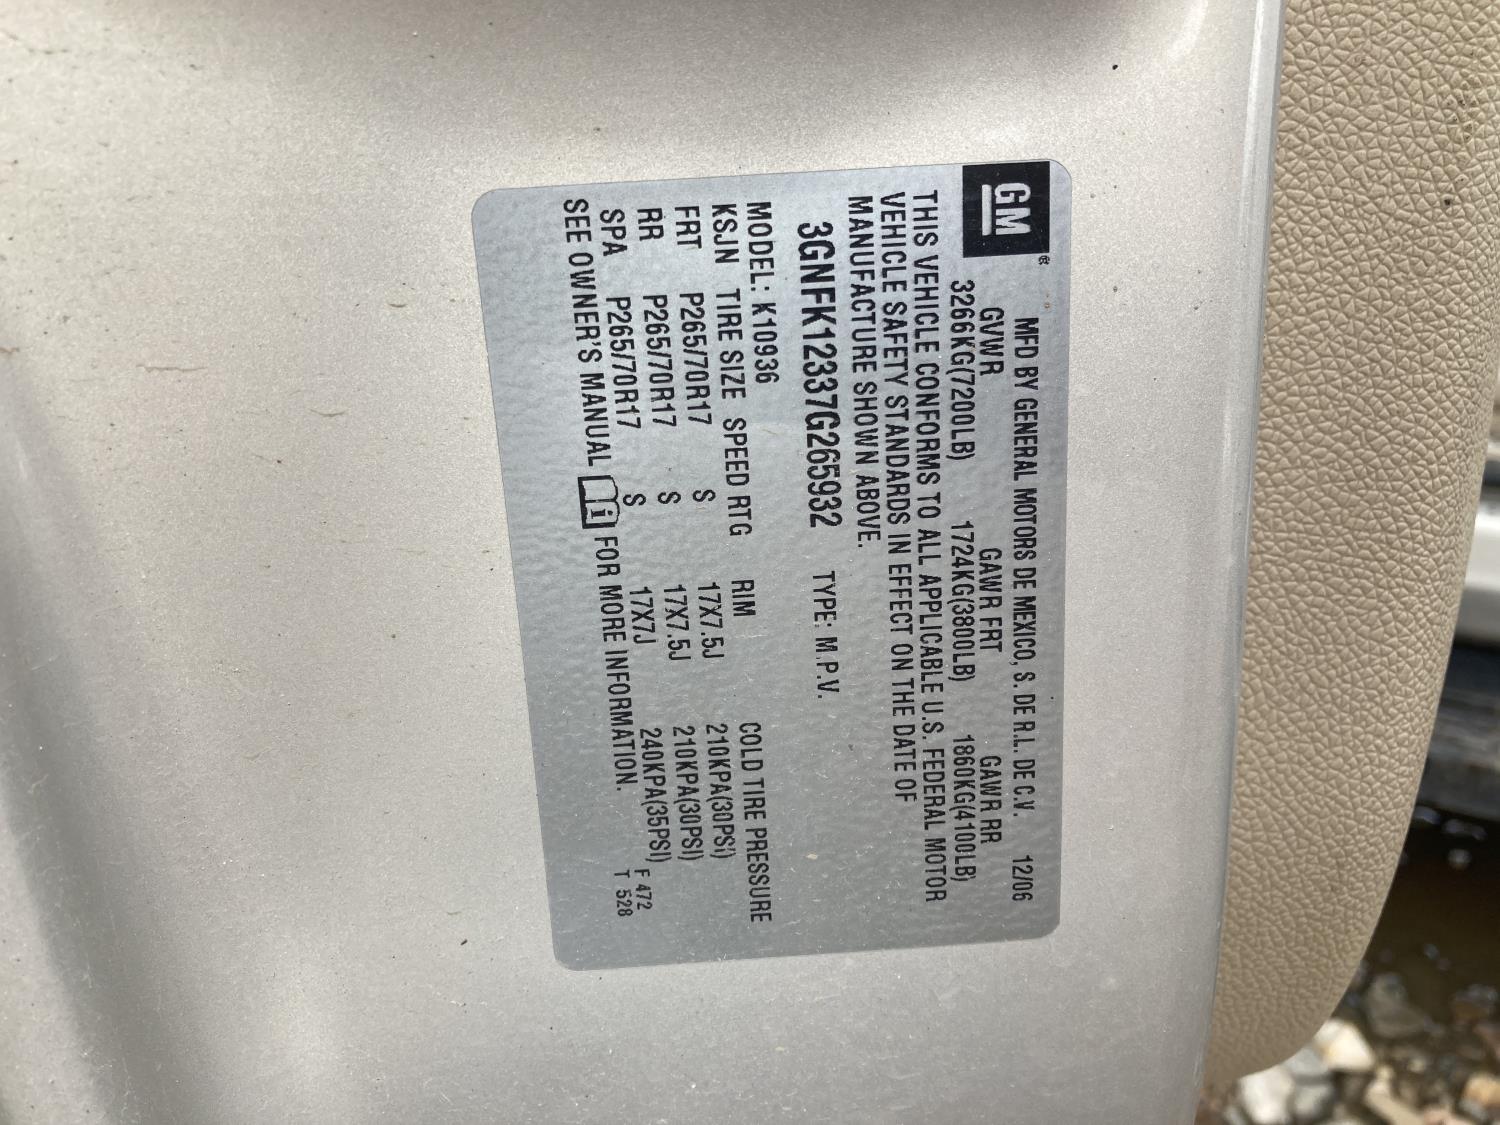 GM®
MFD BY GENERAL MOTORS DE MEXICO, S. DE R.L. DE C.V. 12/06
GVWR GAWR FRT GAWR RR
3266KG(7200LB) 1724KG(3800LB) 1860KG(4100LB)
THIS VEHICLE CONFORMS TO ALL APPLICABLE U.S. FEDERAL MOTOR
VEHICLE SAFETY STANDARDS IN EFFECT ON THE DATE OF
MANUFACTURE SHOWN ABOVE.
3GNFK12337G265932 TYPE: M.P.V.
MODEL: K10936
KSJN TIRE SIZE SPEED RTG RIM COLD TIRE PRESSURE
FRT P265/70R17 S 17X7.5J 210KPA(30PSI)
RR P265/70R17 S 17X7.5J 210KPA(30PSI)
SPA P265/70R17 S 17X7J 240KPA(35PSI) F 472
SEE OWNER'S MANUAL i FOR MORE INFORMATION. T 528